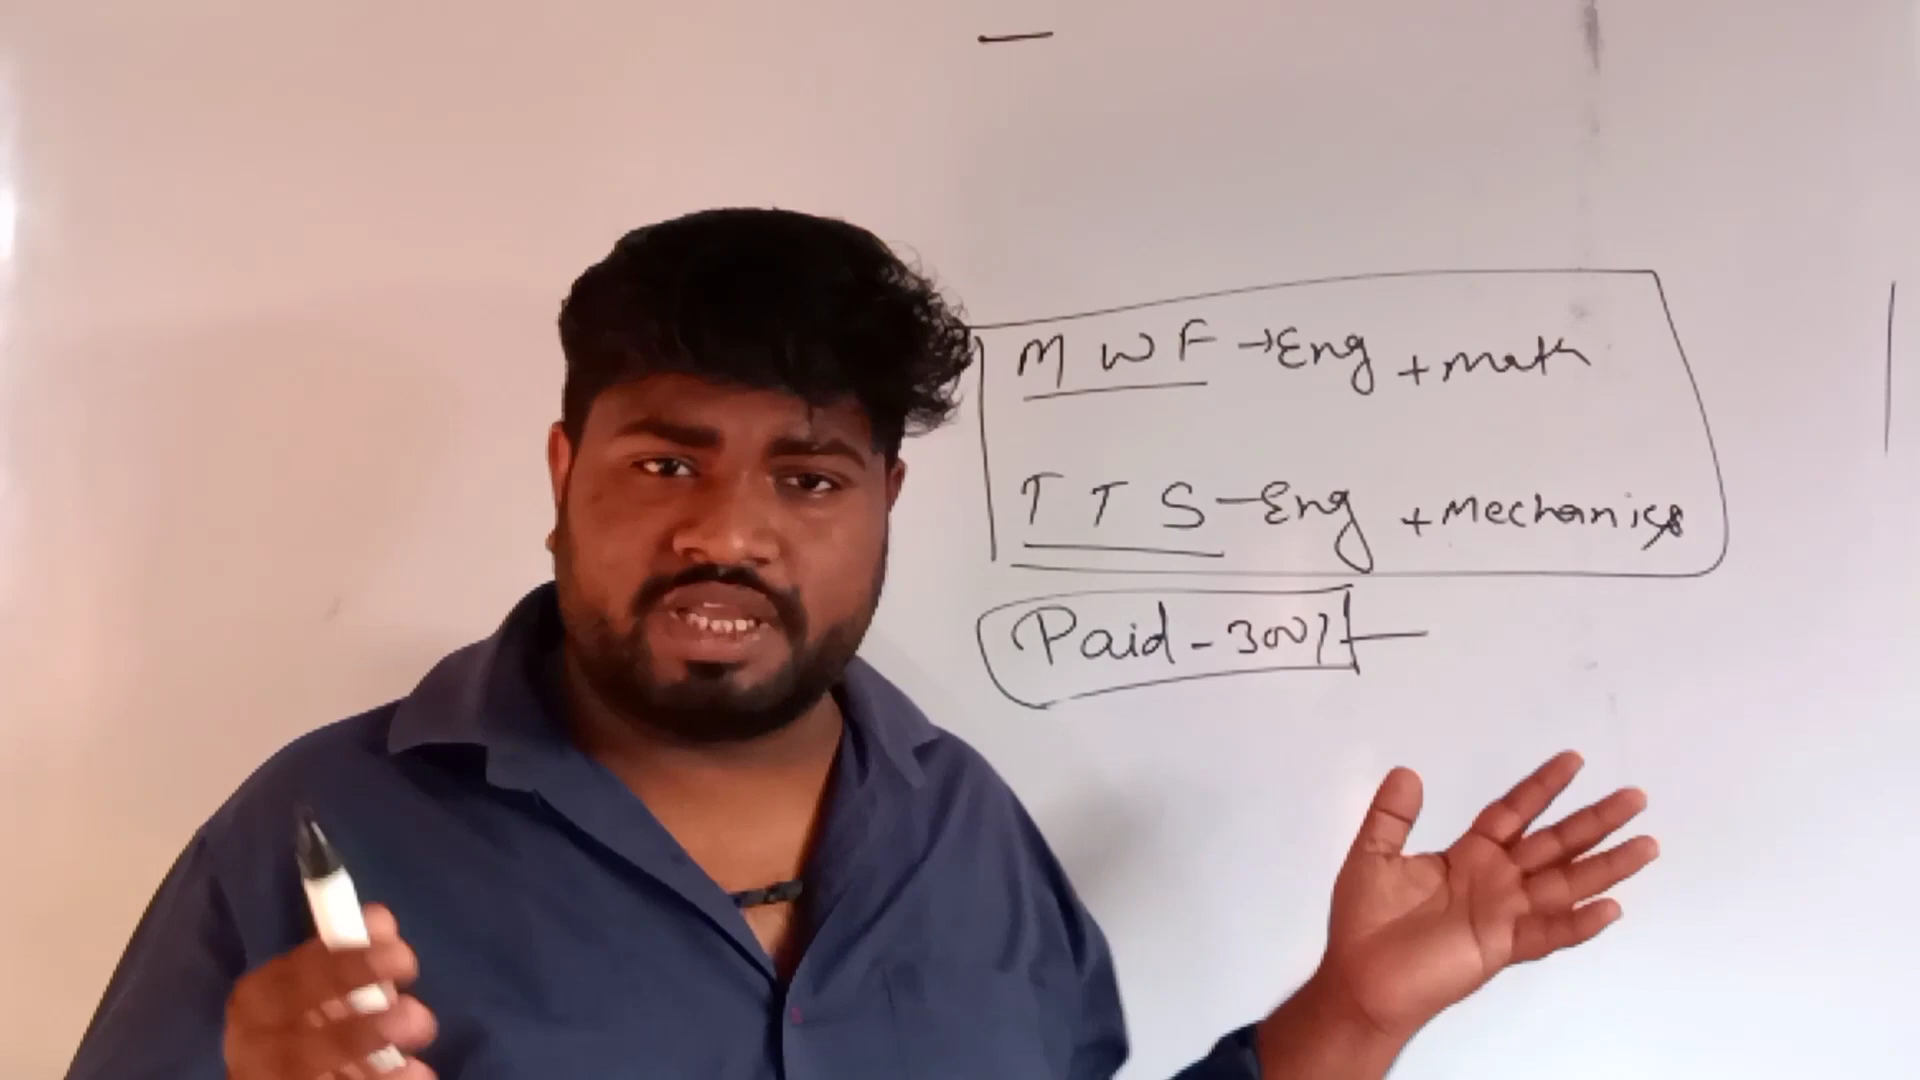 M W F → Eng + Math
T T S - Eng + Mechanics
Paid - 300/-